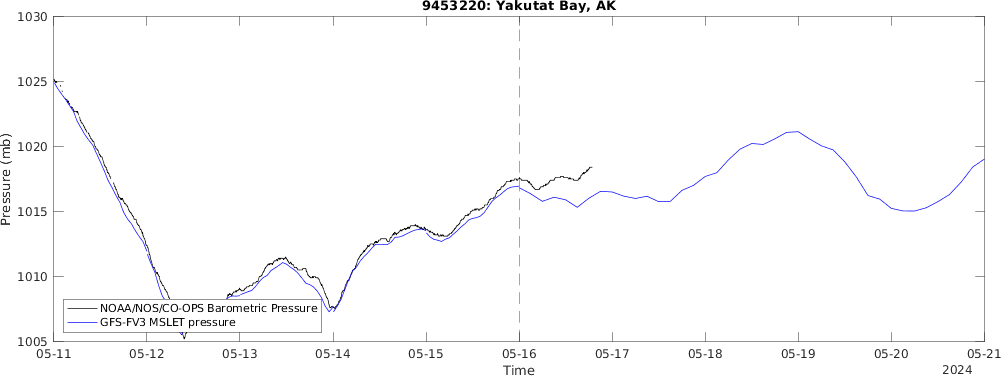 9453220: Yakutat Bay, AK
Pressure (mb)
1030
1025
1020
1015
1010
1005
NOAA/NOS/CO-OPS Barometric Pressure
GFS-FV3 MSLET pressure
05-11 05-12 05-13 05-14 05-15 05-16 05-17 05-18 05-19 05-20 05-21
Time
2024